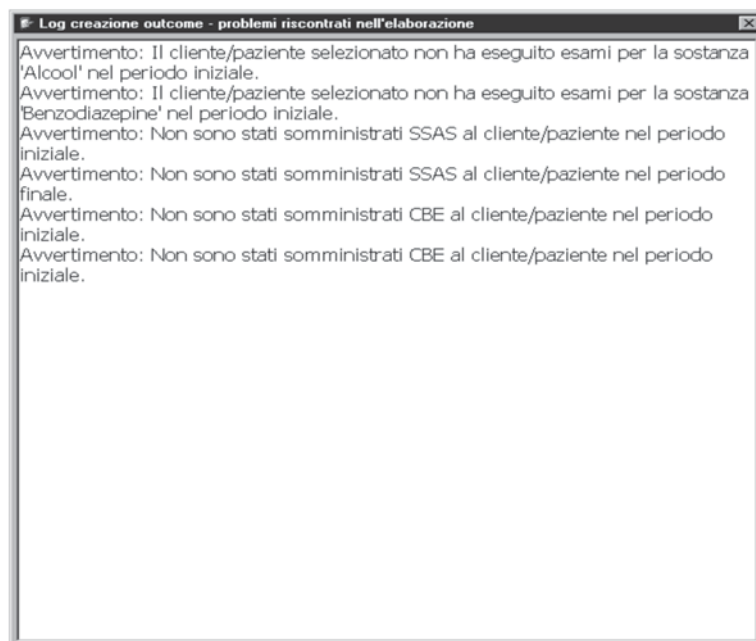 Log creazione outcome - problemi riscontrati nell'elaborazione
Avvertimento: Il cliente/paziente selezionato non ha eseguito esami per la sostanza
'Alcool' nel periodo iniziale.
Avvertimento: Il cliente/paziente selezionato non ha eseguito esami per la sostanza
'Benzodiazepine' nel periodo iniziale.
Avvertimento: Non sono stati somministrati SSAS al cliente/paziente nel periodo
iniziale.
Avvertimento: Non sono stati somministrati SSAS al cliente/paziente nel periodo
finale.
Avvertimento: Non sono stati somministrati CBE al cliente/paziente nel periodo
iniziale.
Avvertimento: Non sono stati somministrati CBE al cliente/paziente nel periodo
iniziale.